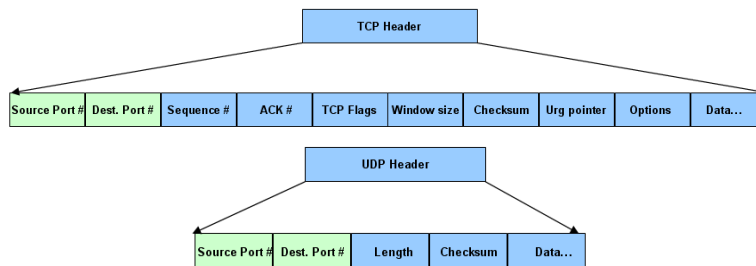 TCP Header
Source Port # Dest. Port # Sequence # ACK # TCP Flags Window size Checksum Urg pointer Options Data...
UDP Header
Source Port # Dest. Port # Length Checksum Data...